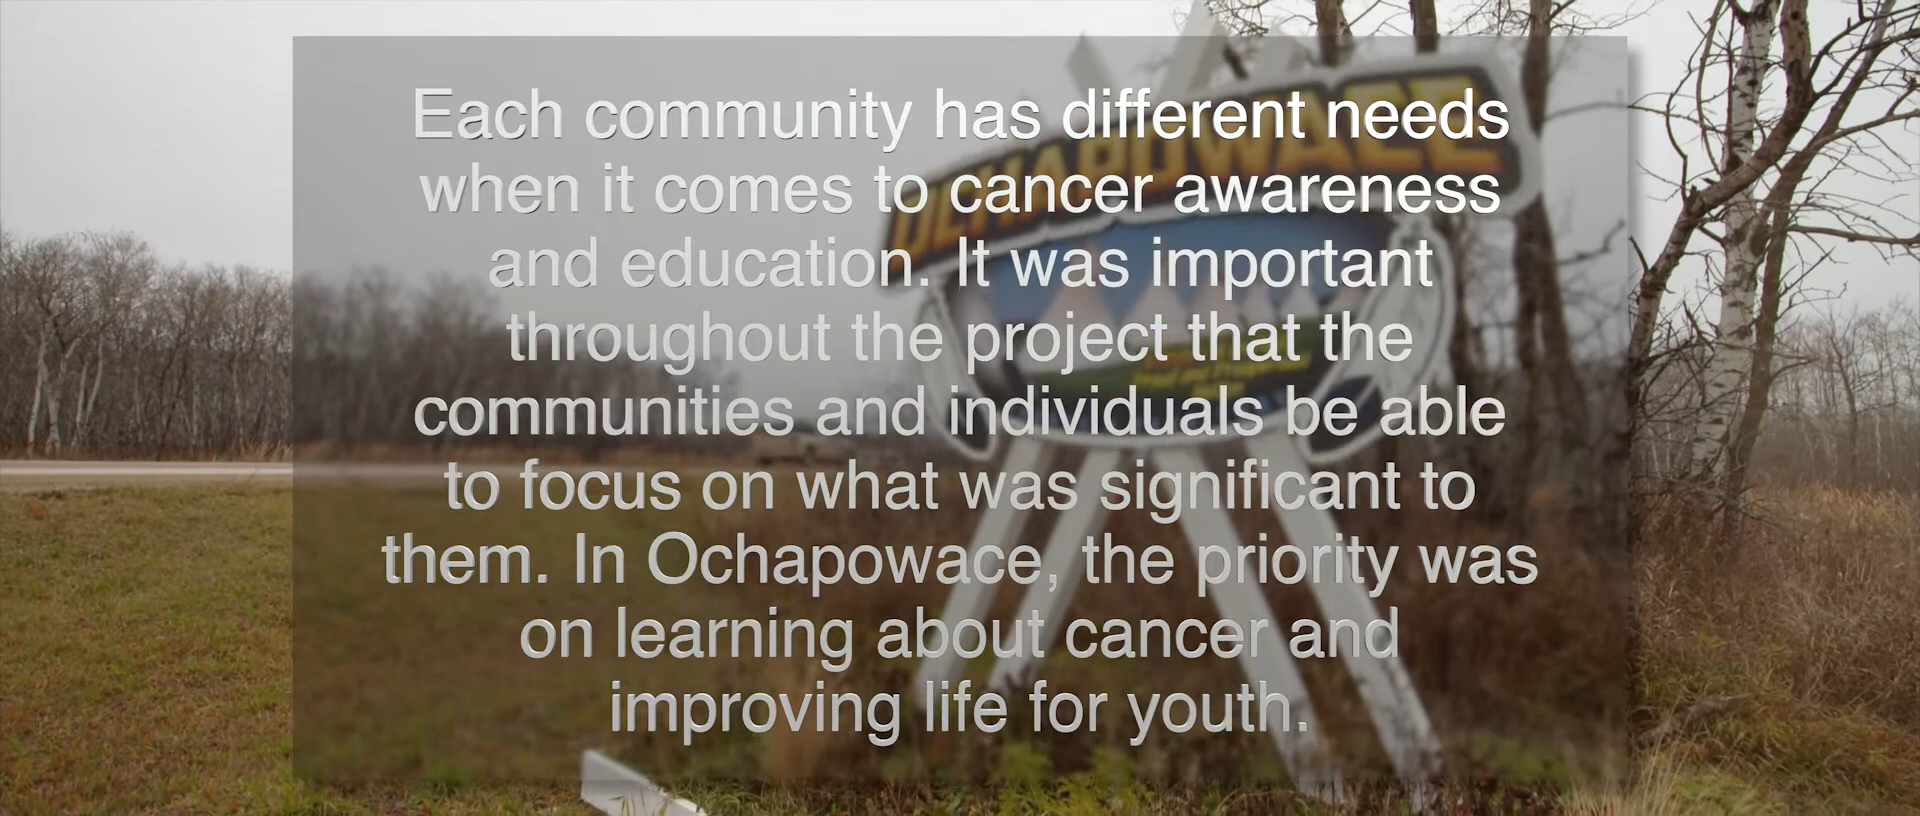 Each community has different needs
when it comes to cancer awareness
and education. It was important
throughout the project that the
communities and individuals be able
to focus on what was significant to
them. In Ochapowace, the priority was
on learning about cancer and
improving life for youth.
OCHAPOWACE